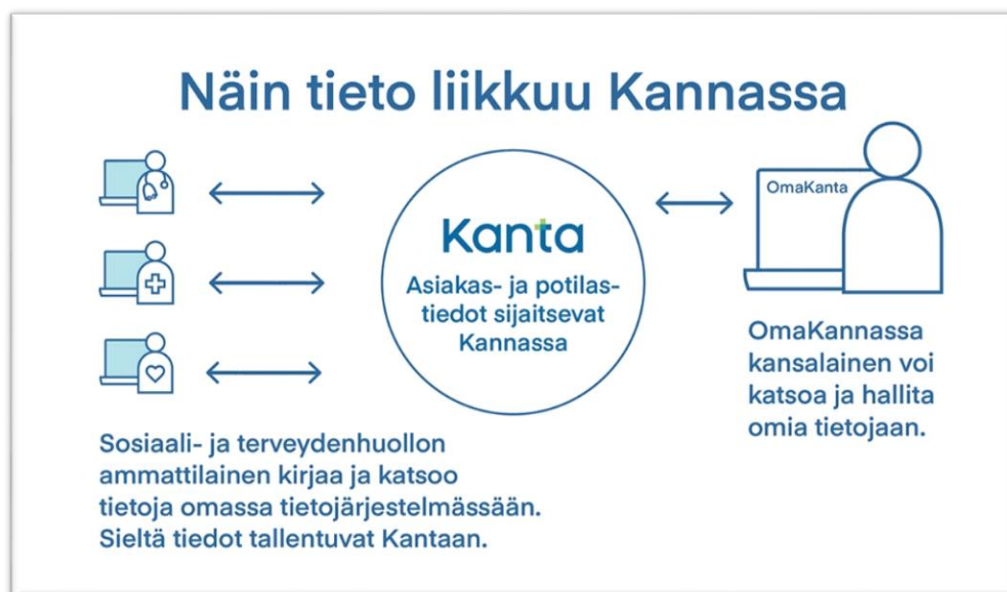 Näin tieto liikkuu Kannassa
Kanta
Asiakas- ja potilas-
tiedot sijaitsevat
Kannassa
OmaKanta
OmaKannassa
kansalainen voi
katsoa ja hallita
omia tietojaan.
Sosiaali- ja terveydenhuollon
ammattilainen kirjaa ja katsoo
tietoja omassa tietojärjestelmässään.
Sieltä tiedot tallentuvat Kantaan.